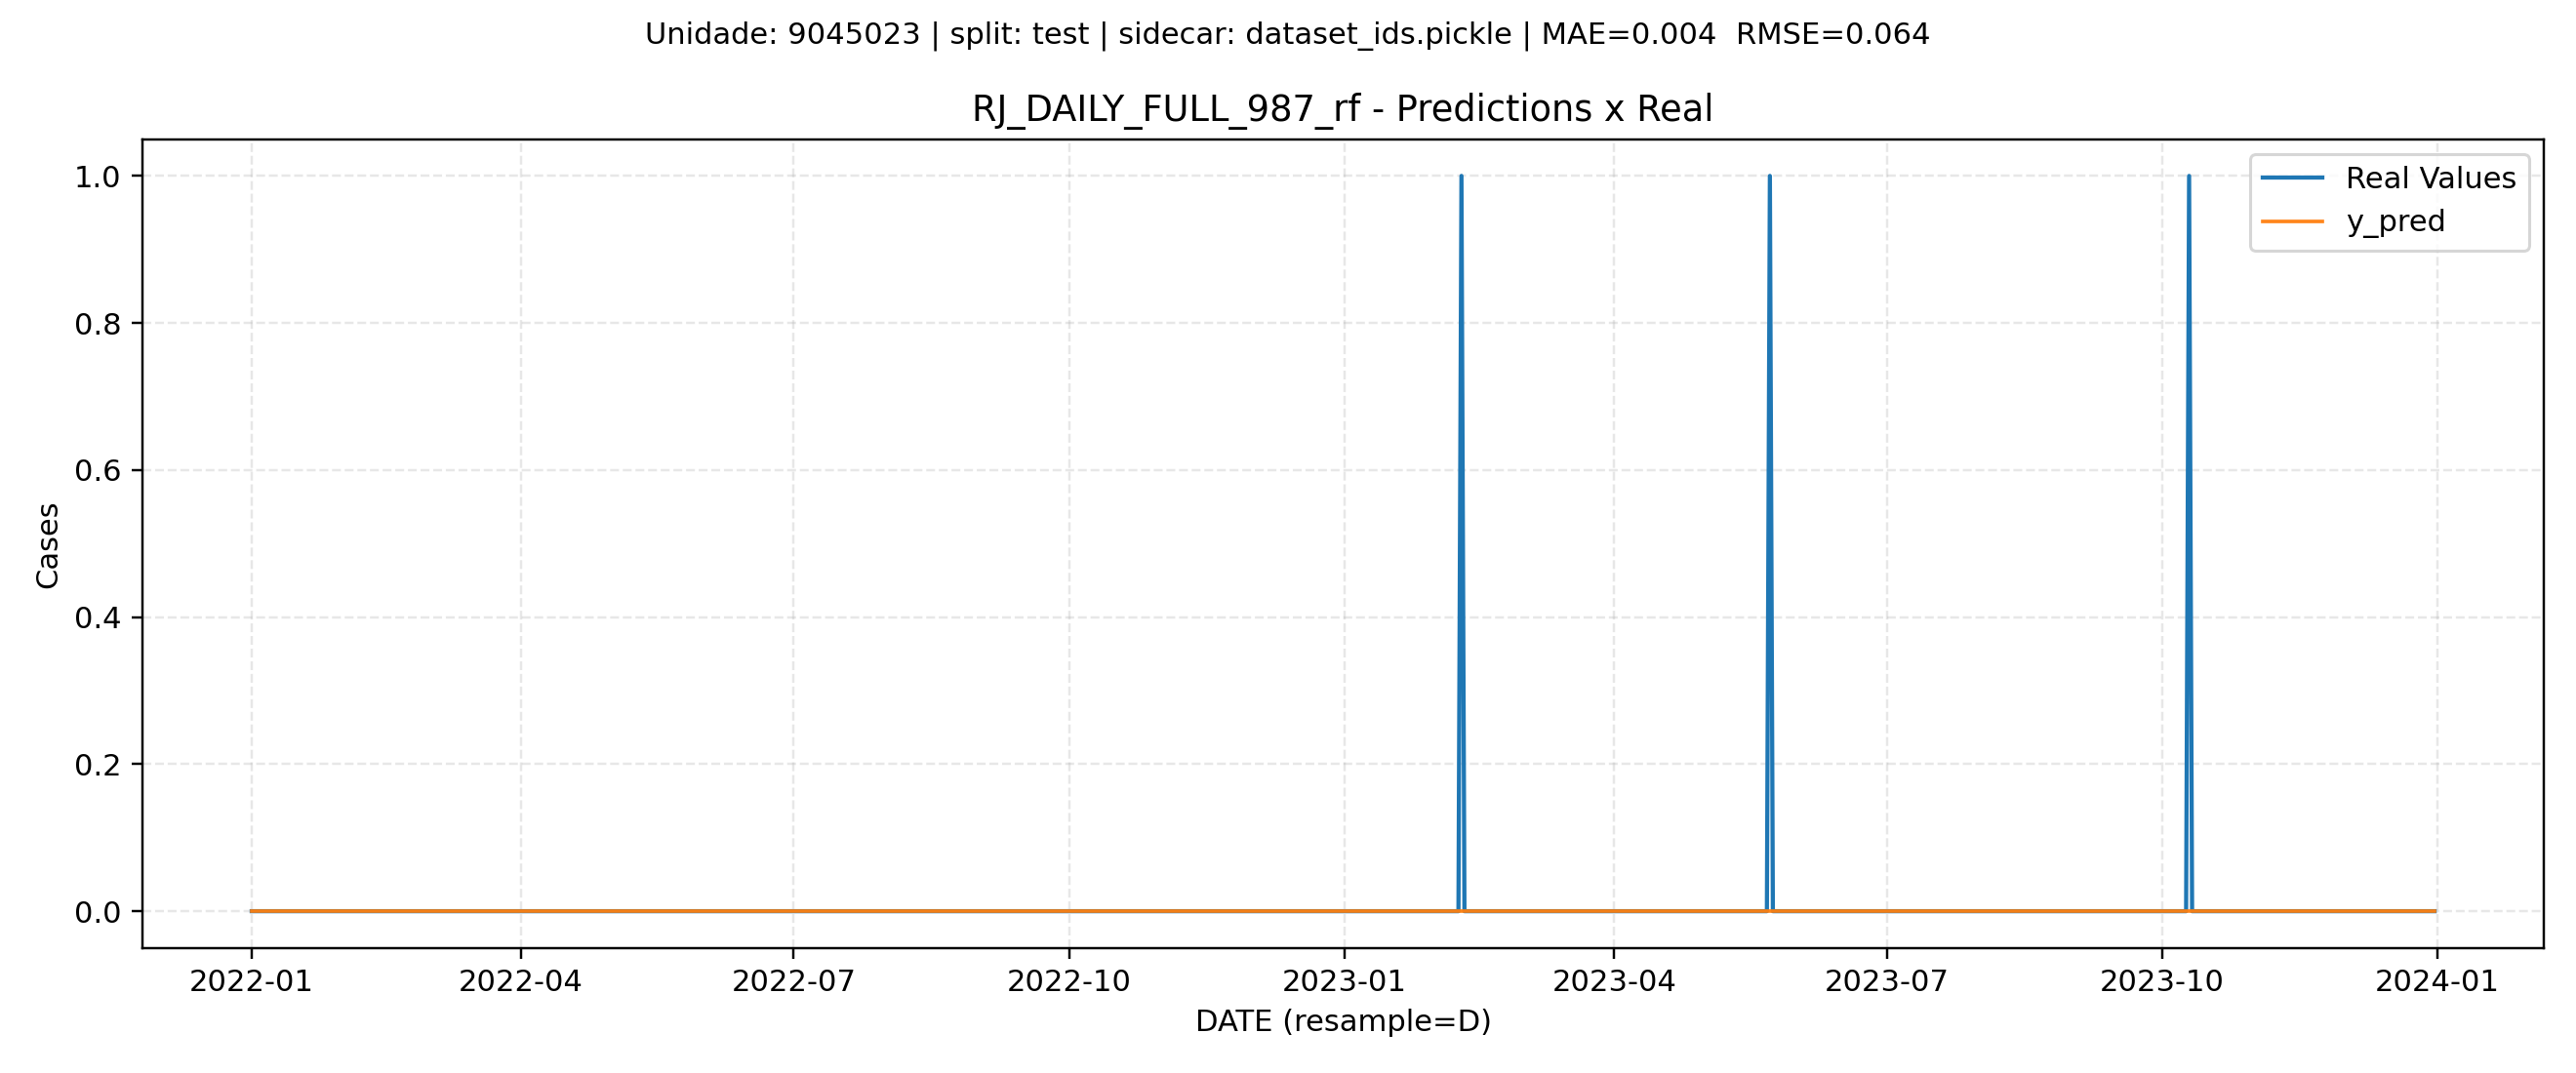 Unidade: 9045023 | split: test | sidecar: dataset_ids.pickle | MAE=0.004  RMSE=0.064
RJ_DAILY_FULL_987_rf - Predictions x Real
1.0
0.8
0.6
0.4
0.2
0.0
Cases
Real Values
y_pred
2022-01 2022-04 2022-07 2022-10 2023-01 2023-04 2023-07 2023-10 2024-01
DATE (resample=D)